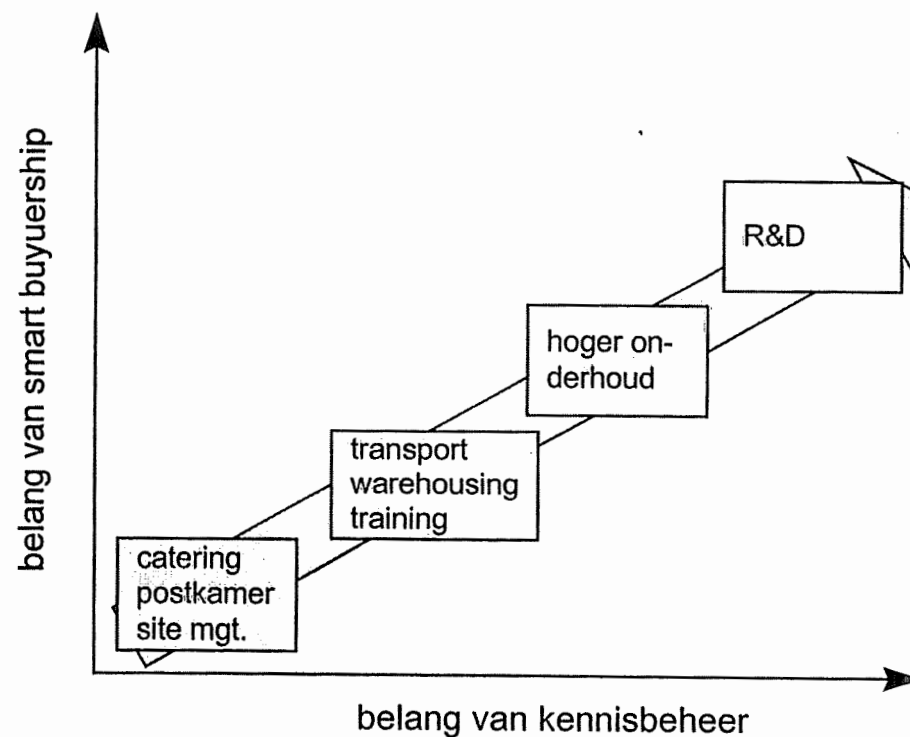 belang van smart buyuership
R&D
hoger on-
derhoud
transport
warehousing
training
catering
postkamer
site mgt.
belang van kennisbeheer